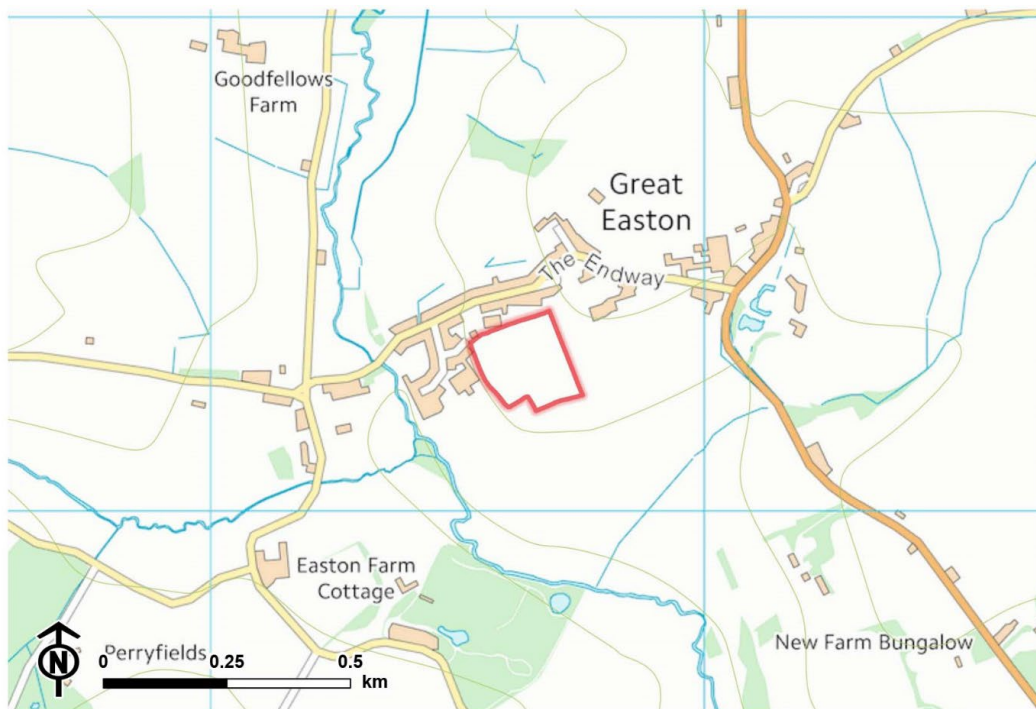 Goodfellows
Farm
Great
Easton
The Endway
Easton Farm
Cottage
Perryfields
New Farm Bungalow
N
0 0.25 0.5
km